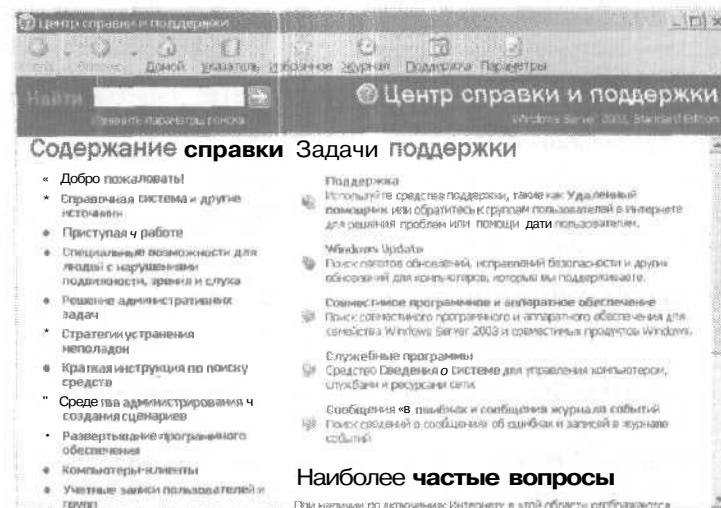 Центр справки и поддержки
Домой Указатель Избранное Журнал Поддержка Параметры
Найти
Центр справки и поддержки
Изменить параметры поиска
Windows Server 2003, Standard Edition
Содержание справки
« Добро пожаловать!
* Справочная система и другие
источники
• Приступая ч работе
• Специальные возможности для
людей с нарушениями
подвижности, зрения и слуха
• Решение административных
задач
* Стратегии устранения
неполадок
• Краткая инструкция по поиску
средств
" Средства администрирования ч
создания сценариев
• Развертывание программного
обеспечения
• Компьютеры-клиенты
• Учетные записи пользователей и
групп
Задачи поддержки
Поддержка
Используйте средства поддержки, такие как Удаленный
помощник или обратитесь к группам пользователей в Интернете
для решения проблем или помощи дати пользователям.
Windows Update
Поиск пакетов обновлений, исправлений безопасности и других
обновлений для компьютеров, которые вы поддерживаете.
Совместимое программное и аппаратное обеспечение
Поиск совместимого программного и аппаратного обеспечения для
семейства Windows Server 2003 и совместимых продуктов Windows.
Служебные программы
Средство Сведения о системе для управления компьютером,
службами и ресурсами сети.
Сообщения «в ошибках и сообщения журнала событий
Поиск сведений о сообщениях об ошибках и записей в журнале
событий
Наиболее частые вопросы
При наличии подключения к Интернету в этой области отображаются